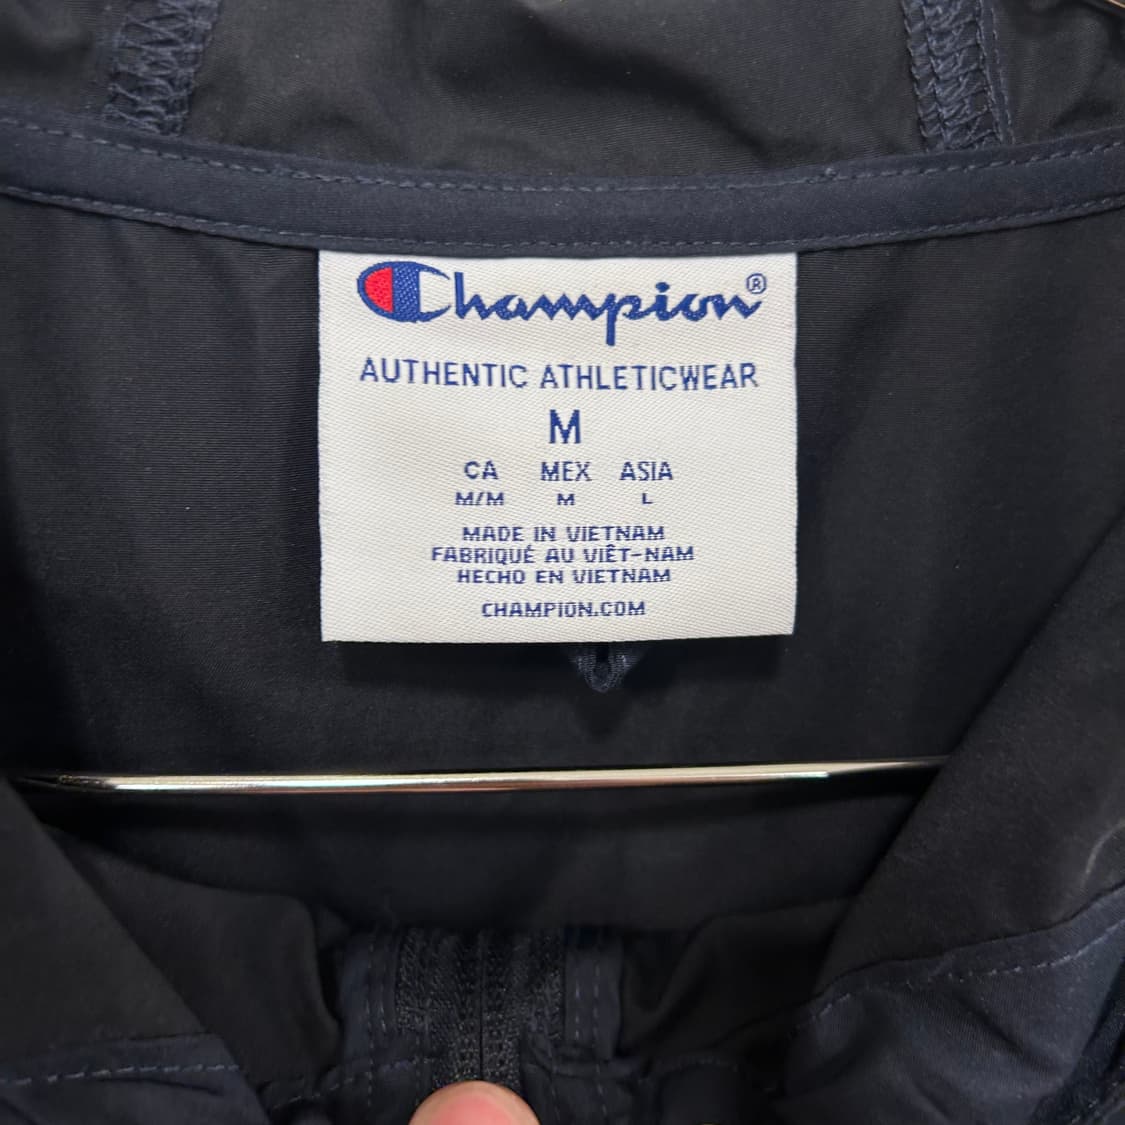 Champion®
AUTHENTIC ATHLETICWEAR
M
CA MEX ASIA
M/M M L
MADE IN VIETNAM
FABRIQUÉ AU VIÊT-NAM
HECHO EN VIETNAM
CHAMPION.COM